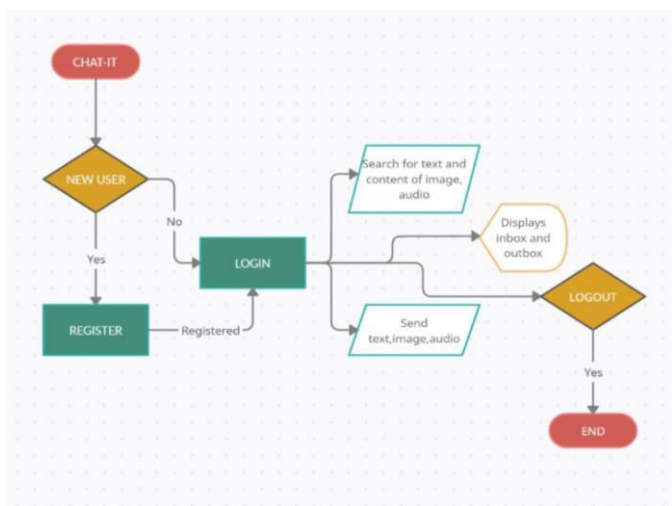 CHAT-IT
NEW USER
No
Yes
REGISTER
Registered
LOGIN
Search for text and
content of image,
audio
Displays
inbox and
outbox
Send
text,image,audio
LOGOUT
Yes
END